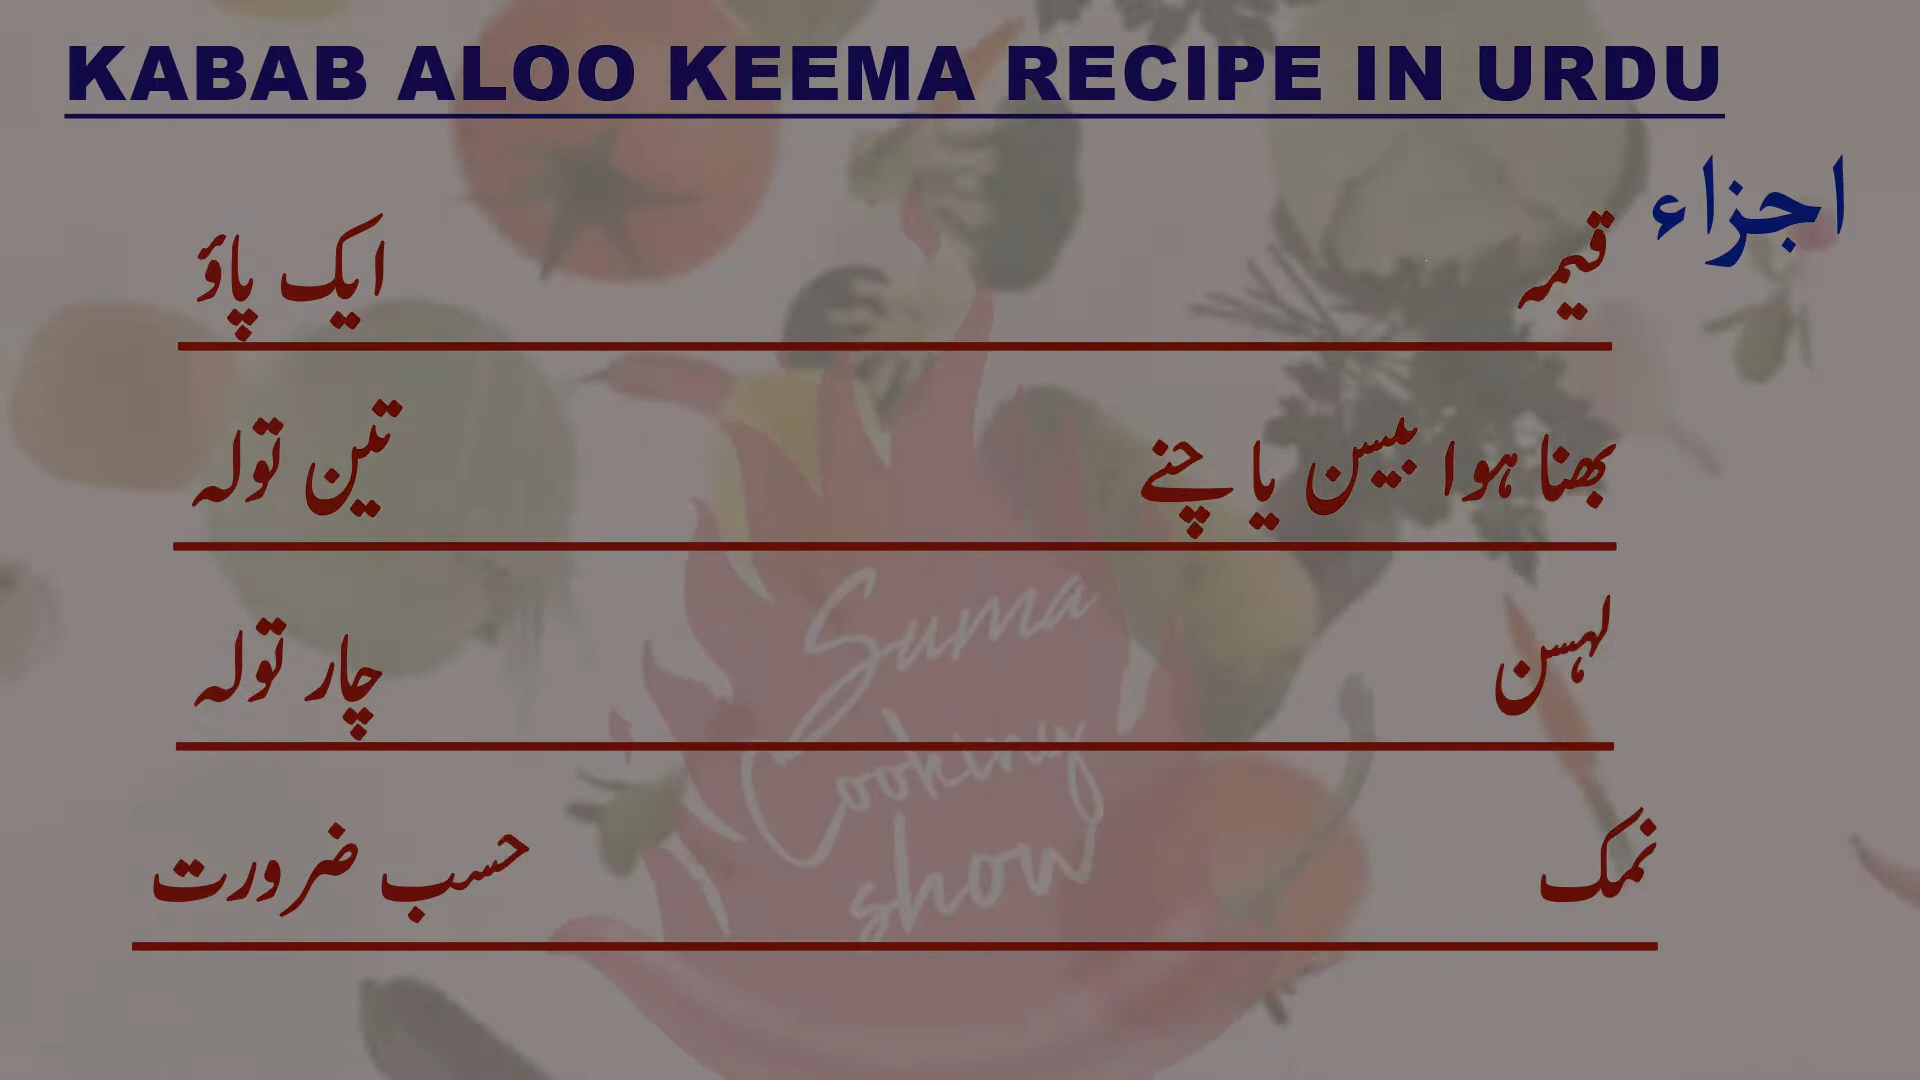 KABAB ALOO KEEMA RECIPE IN URDU
اجزاء
قیمہ ایک پاؤ
بھنا ہوا بیسن یا چنے تین تولہ
لہسن چار تولہ
نمک حسب ضرورت
Suma
Cooking
show